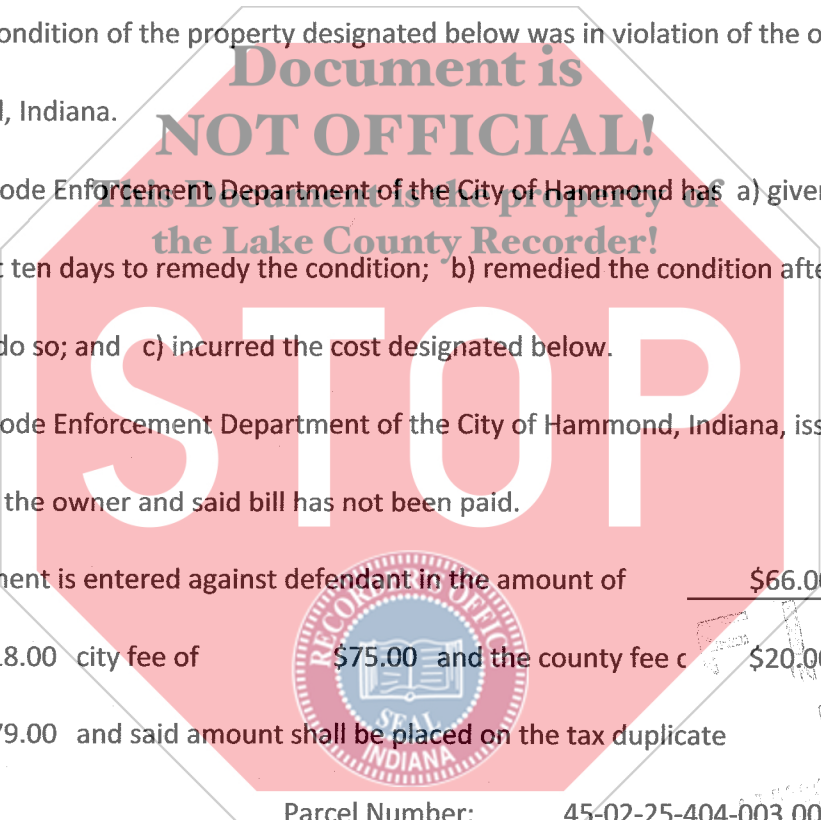 ondition of the property designated below was in violation of the o
Document is
l, Indiana.
NOT OFFICIAL!
ode Enforcement Department of the City of Hammond has a) given
This Document is the property of
the Lake County Recorder!
t ten days to remedy the condition; b) remedied the condition afte
STOP
do so; and c) incurred the cost designated below.
ode Enforcement Department of the City of Hammond, Indiana, iss
the owner and said bill has not been paid.
nent is entered against defendant in the amount of $66.00
RECORDER'S OFFICE
SEAL
INDIANA
18.00 city fee of $75.00 and the county fee o $20.00
79.00 and said amount shall be placed on the tax duplicate
Parcel Number: 45-02-25-404-003.00